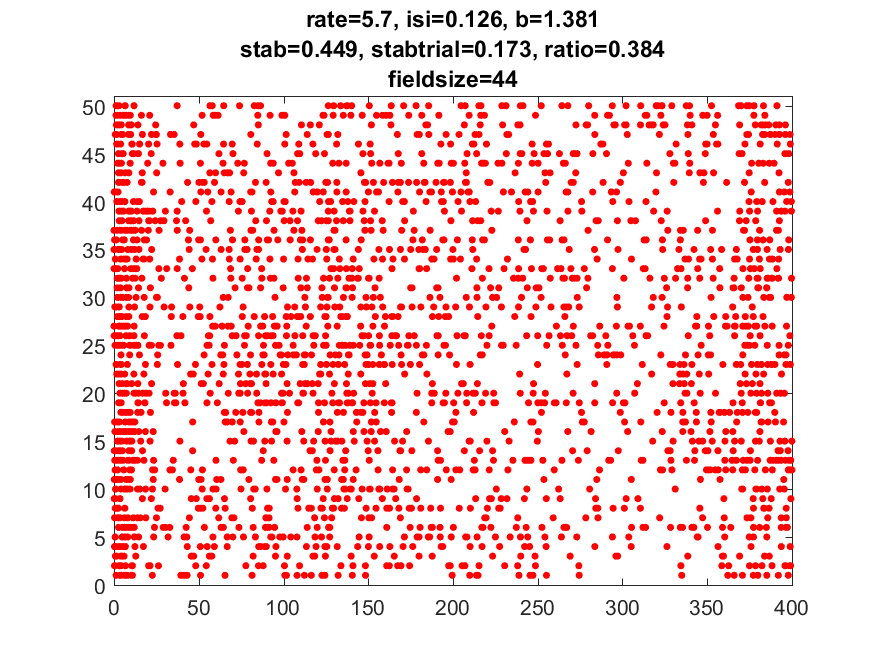 rate=5.7, isi=0.126, b=1.381
stab=0.449, stabtrial=0.173, ratio=0.384
fieldsize=44
50
45
40
35
30
25
20
15
10
5
0
0 50 100 150 200 250 300 350 400